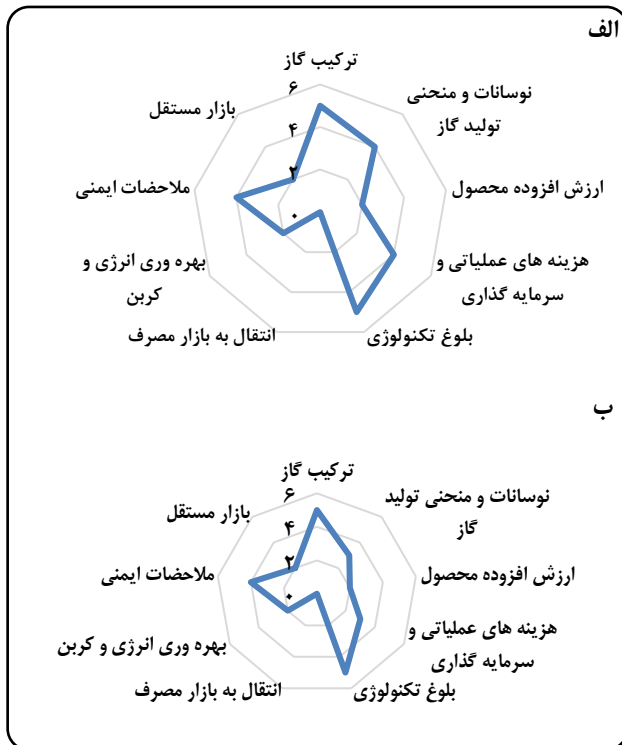 الف
ترکیب گاز
نوسانات و منحنی
تولید گاز
ارزش افزوده محصول
هزینه های عملیاتی و
سرمایه گذاری
بلوغ تکنولوژی
انتقال به بازار مصرف
بهره وری انرژی و
کربن
ملاحضات ایمنی
بازار مستقل
۶
۴
۲
۰
ب
ترکیب گاز
نوسانات و منحنی تولید
گاز
ارزش افزوده محصول
هزینه های عملیاتی و
سرمایه گذاری
بلوغ تکنولوژی
انتقال به بازار مصرف
بهره وری انرژی و کربن
ملاحضات ایمنی
بازار مستقل
۶
۴
۲
۰